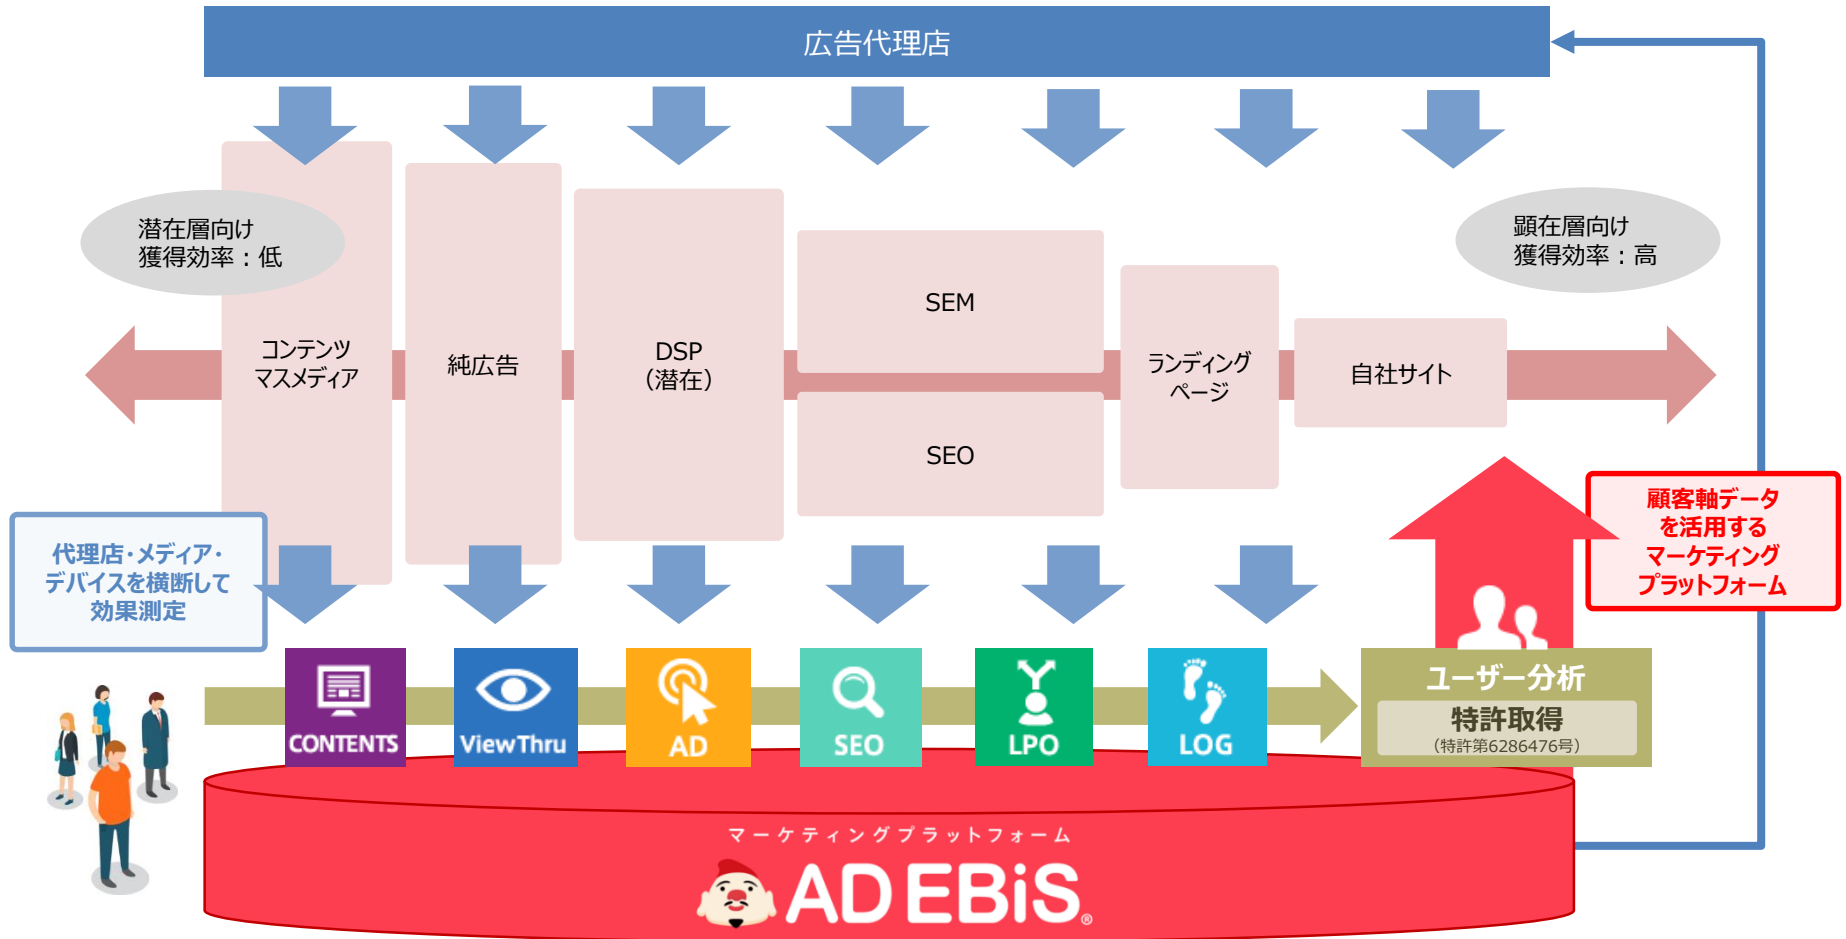 広告代理店
潜在層向け
獲得効率：低
顕在層向け
獲得効率：高
コンテンツ
マスメディア
純広告
DSP
（潜在）
SEM
SEO
ランディング
ページ
自社サイト
代理店・メディア・
デバイスを横断して
効果測定
顧客軸データ
を活用する
マーケティング
プラットフォーム
CONTENTS
ViewThru
AD
SEO
LPO
LOG
ユーザー分析
特許取得
（特許第6286476号）
マーケティングプラットフォーム
AD EBiS®